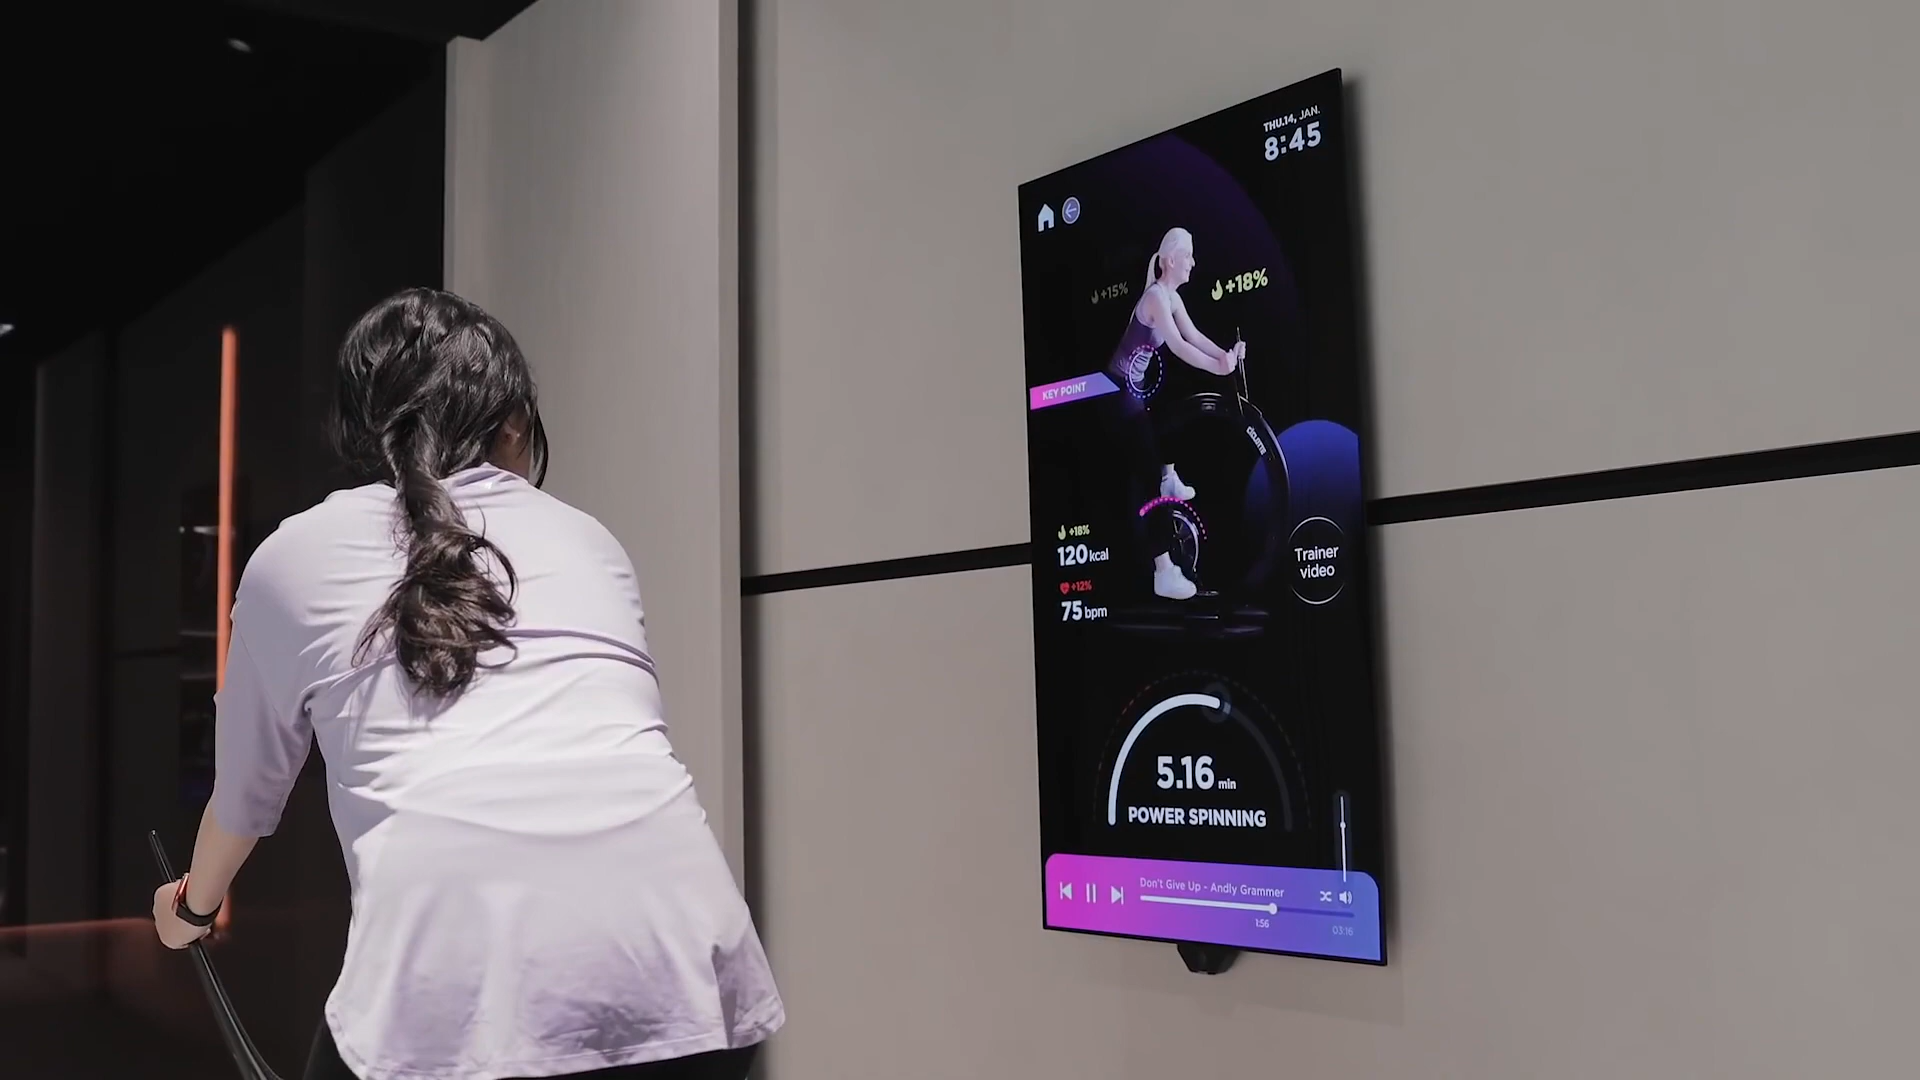 THU.14, JAN.
8:45
+15%
+18%
KEY POINT
+18%
120 kcal
+12%
75 bpm
Trainer
video
5.16 min
POWER SPINNING
Don't Give Up - Andly Grammer
1:56
03:16